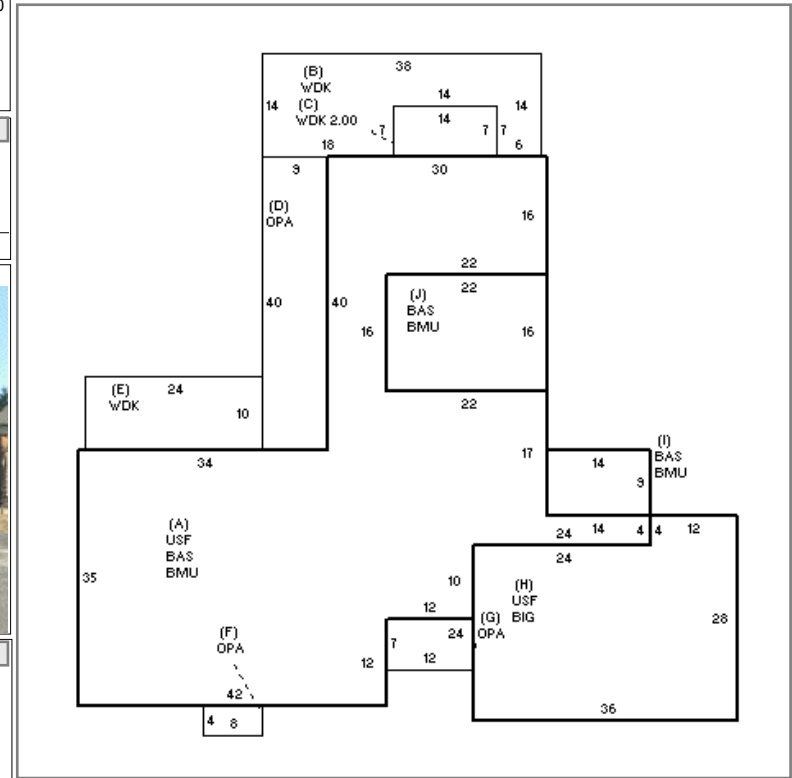 (B)
WDK
38
14
(C)
WDK 2.00
14
14
14
7
7
7
18
6
9
30
(D)
OPA
16
22
22
(J)
BAS
BMU
40
40
16
16
(E)
WDK
24
10
22
34
17
14
(I)
BAS
BMU
9
24
14
4
4
12
(A)
USF
BAS
BMU
24
35
10
(H)
USF
BIG
12
(G)
OPA
24
28
(F)
OPA
7
12
12
42
4
8
36